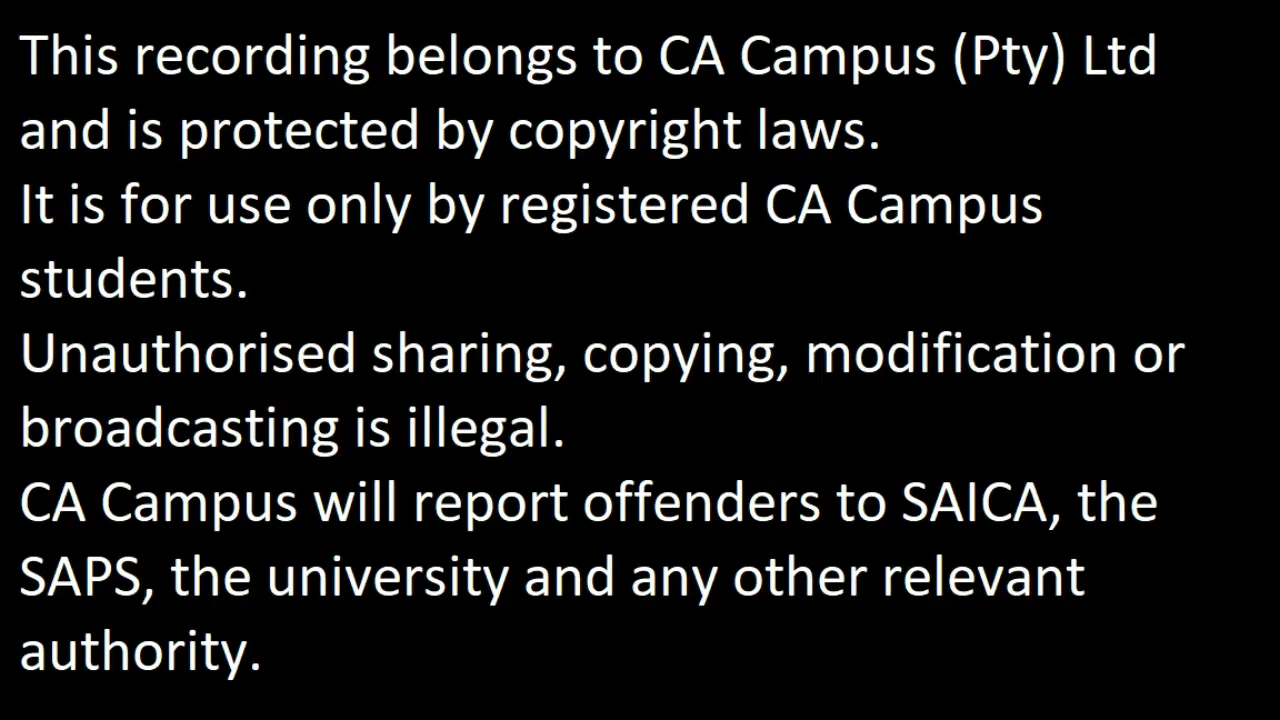 This recording belongs to CA Campus (Pty) Ltd
and is protected by copyright laws.
It is for use only by registered CA Campus
students.
Unauthorised sharing, copying, modification or
broadcasting is illegal.
CA Campus will report offenders to SAICA, the
SAPS, the university and any other relevant
authority.